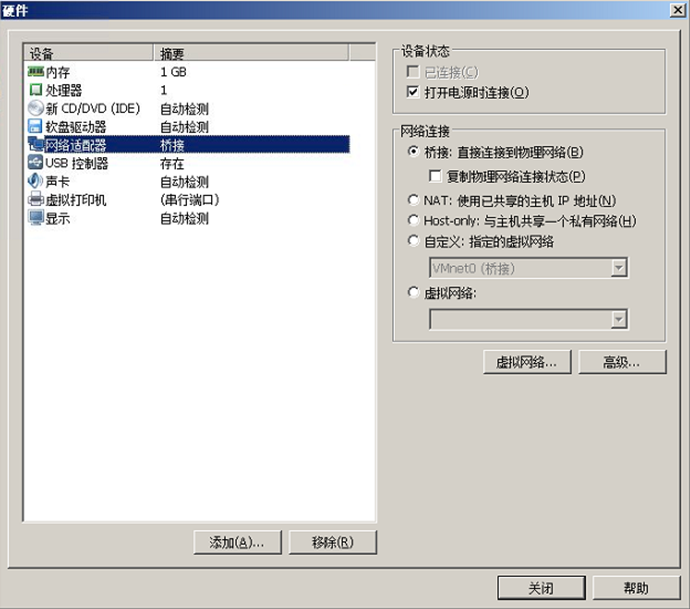 硬件
设备 摘要
内存 1 GB
处理器 1
新 CD/DVD (IDE) 自动检测
软盘驱动器 自动检测
网络适配器 桥接
USB 控制器 存在
声卡 自动检测
虚拟打印机 (串行端口)
显示 自动检测
添加(A)... 移除(R)
设备状态
已连接(C)
打开电源时连接(O)
网络连接
桥接: 直接连接到物理网络(B)
复制物理网络连接状态(P)
NAT: 使用已共享的主机 IP 地址(N)
Host-only: 与主机共享一个私有网络(H)
自定义: 指定的虚拟网络
VMnet0 (桥接)
虚拟网络:
虚拟网络... 高级...
关闭 帮助